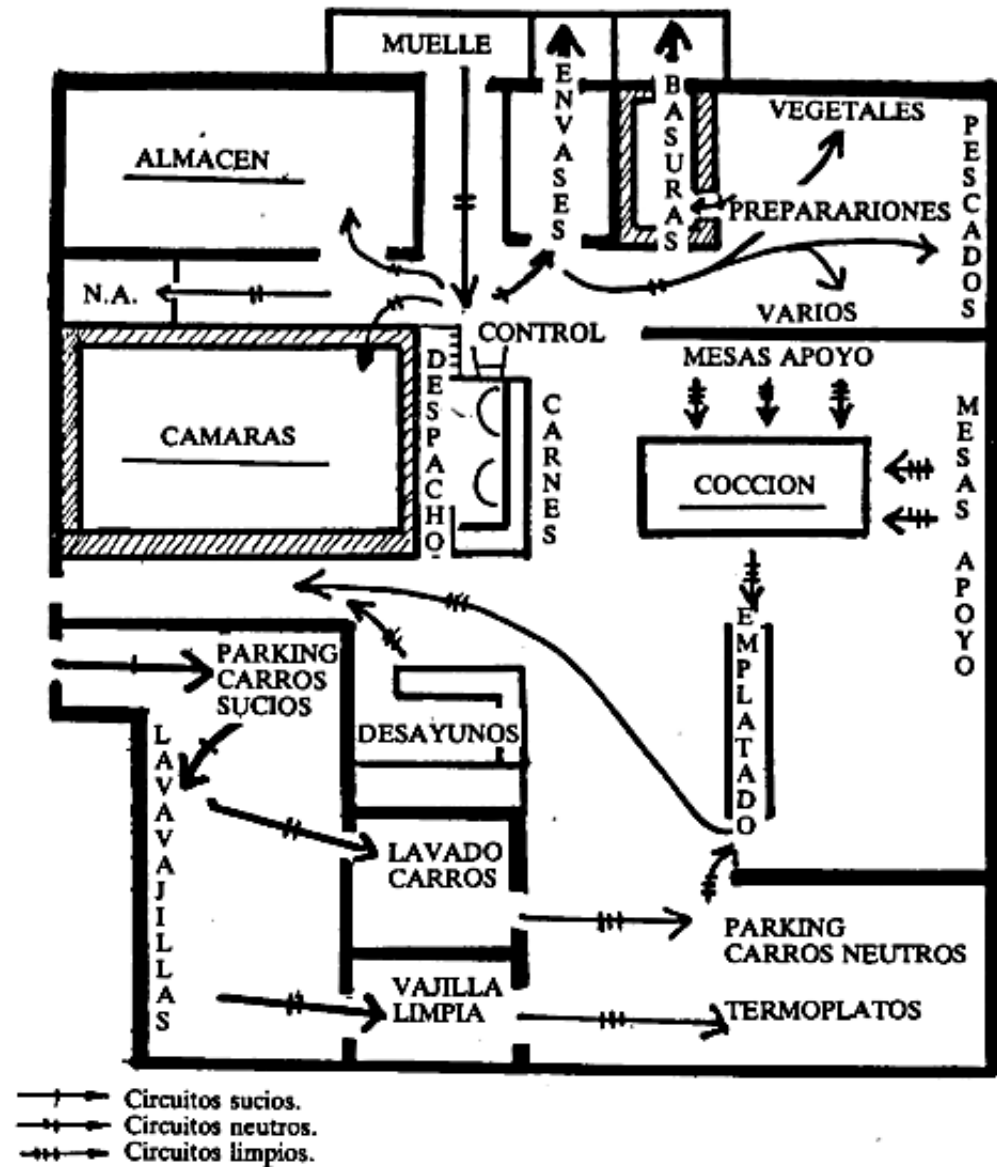 MUELLE
ENVASES
BASURAS
VEGETALES
PESCADOS
ALMACEN
PREPARARIONES
N.A.
VARIOS
CONTROL
DESPACHO
MESAS APOYO
CARNES
CAMARAS
COCCION
MESAS APOYO
EMPLATADO
PARKING
CARROS
SUCIOS
DESAYUNOS
LAVAVAJILLAS
LAVADO
CARROS
PARKING
CARROS NEUTROS
VAJILLA
LIMPIA
TERMOPLATOS
Circuitos sucios.
Circuitos neutros.
Circuitos limpios.